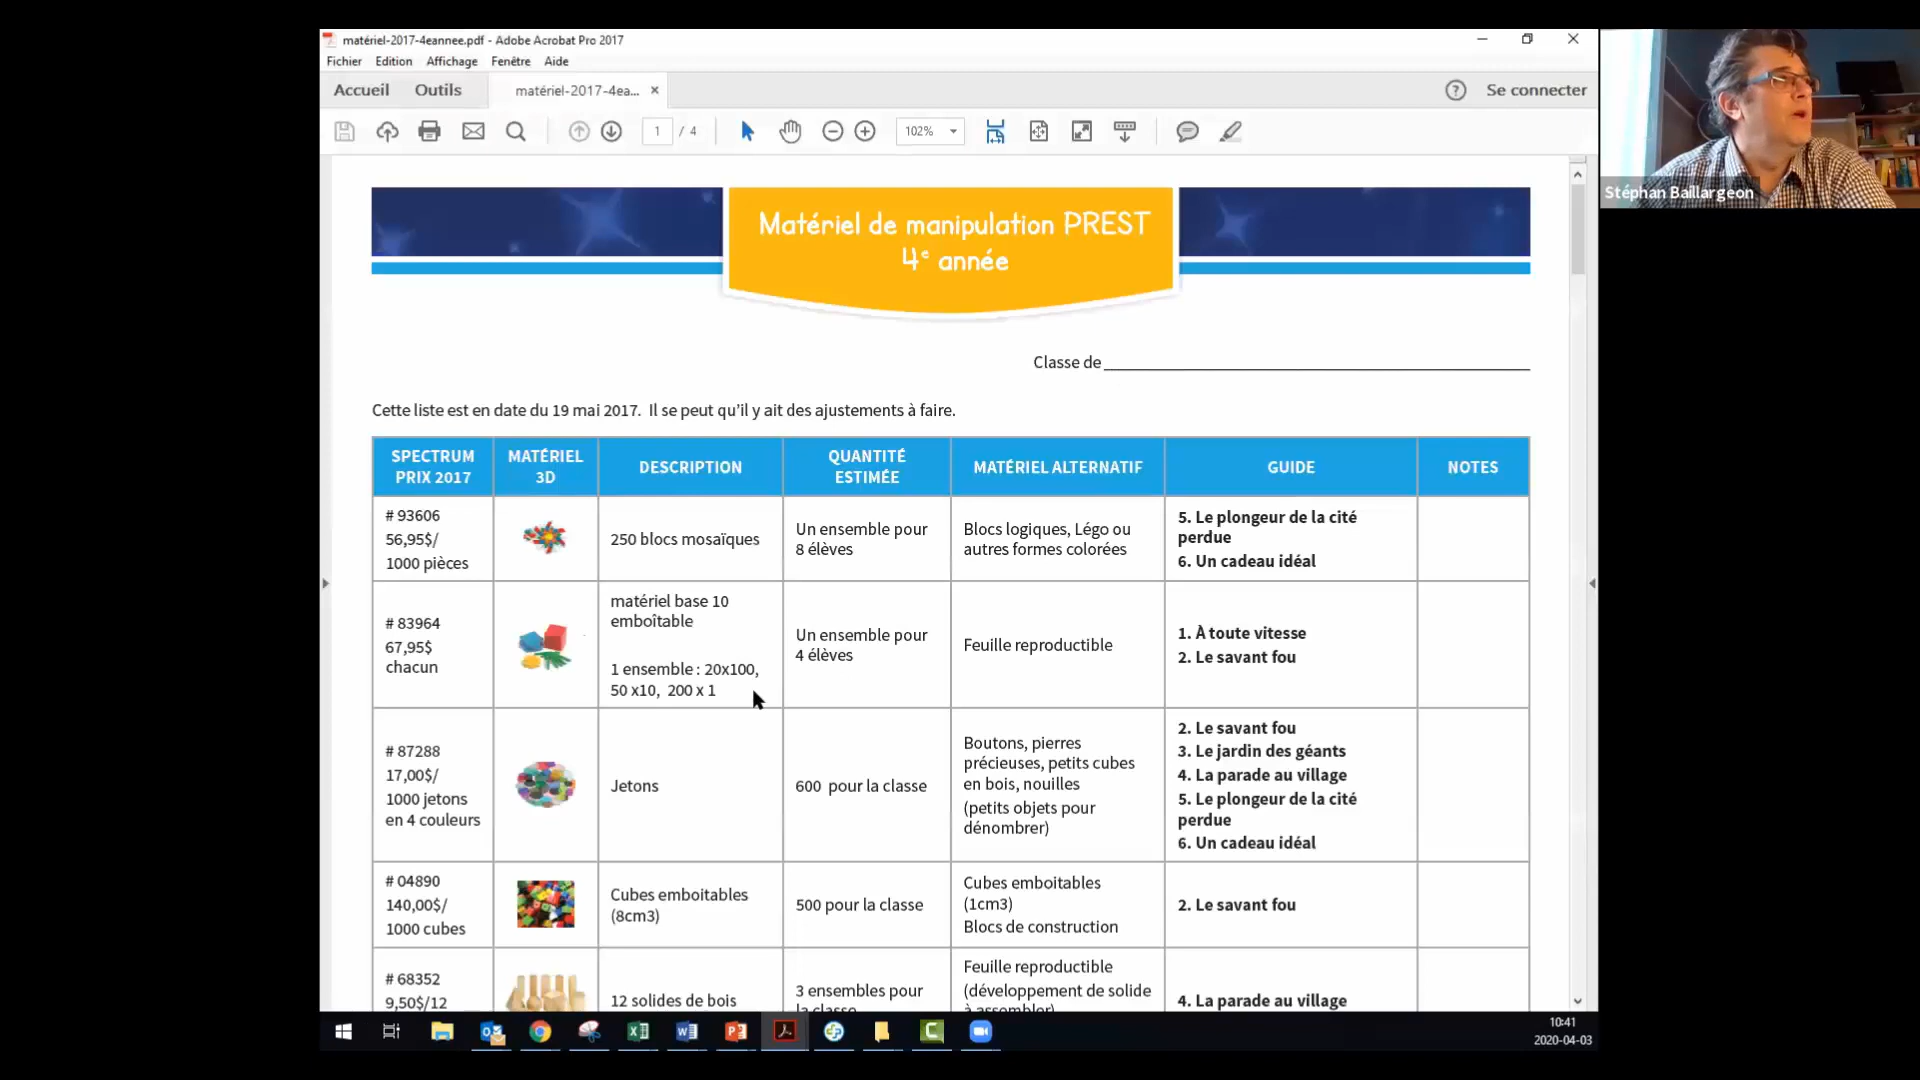 matériel-2017-4eannee.pdf - Adobe Acrobat Pro 2017
Fichier Edition Affichage Fenêtre Aide
Accueil Outils matériel-2017-4ea... × ? Se connecter
1 / 4 102%
Stéphan Baillargeon
Matériel de manipulation PREST
4e année
Classe de
Cette liste est en date du 19 mai 2017. Il se peut qu'il y ait des ajustements à faire.
SPECTRUM
PRIX 2017
MATÉRIEL
3D
DESCRIPTION
QUANTITÉ
ESTIMÉE
MATÉRIEL ALTERNATIF
GUIDE
NOTES
# 93606
56,95$/
1000 pièces
250 blocs mosaïques
Un ensemble pour
8 élèves
Blocs logiques, Légo ou
autres formes colorées
5. Le plongeur de la cité
perdue
6. Un cadeau idéal
# 83964
67,95$
chacun
matériel base 10
emboîtable
1 ensemble : 20x100,
50 x10, 200 x 1
Un ensemble pour
4 élèves
Feuille reproductible
1. À toute vitesse
2. Le savant fou
# 87288
17,00$/
1000 jetons
en 4 couleurs
Jetons
600 pour la classe
Boutons, pierres
précieuses, petits cubes
en bois, nouilles
(petits objets pour
dénombrer)
2. Le savant fou
3. Le jardin des géants
4. La parade au village
5. Le plongeur de la cité
perdue
6. Un cadeau idéal
# 04890
140,00$/
1000 cubes
Cubes emboitables
(8cm3)
500 pour la classe
Cubes emboitables
(1cm3)
Blocs de construction
2. Le savant fou
# 68352
9,50$/12
12 solides de bois
3 ensembles pour
la classe
Feuille reproductible
(développement de solide
à assembler)
4. La parade au village
10:41
2020-04-03